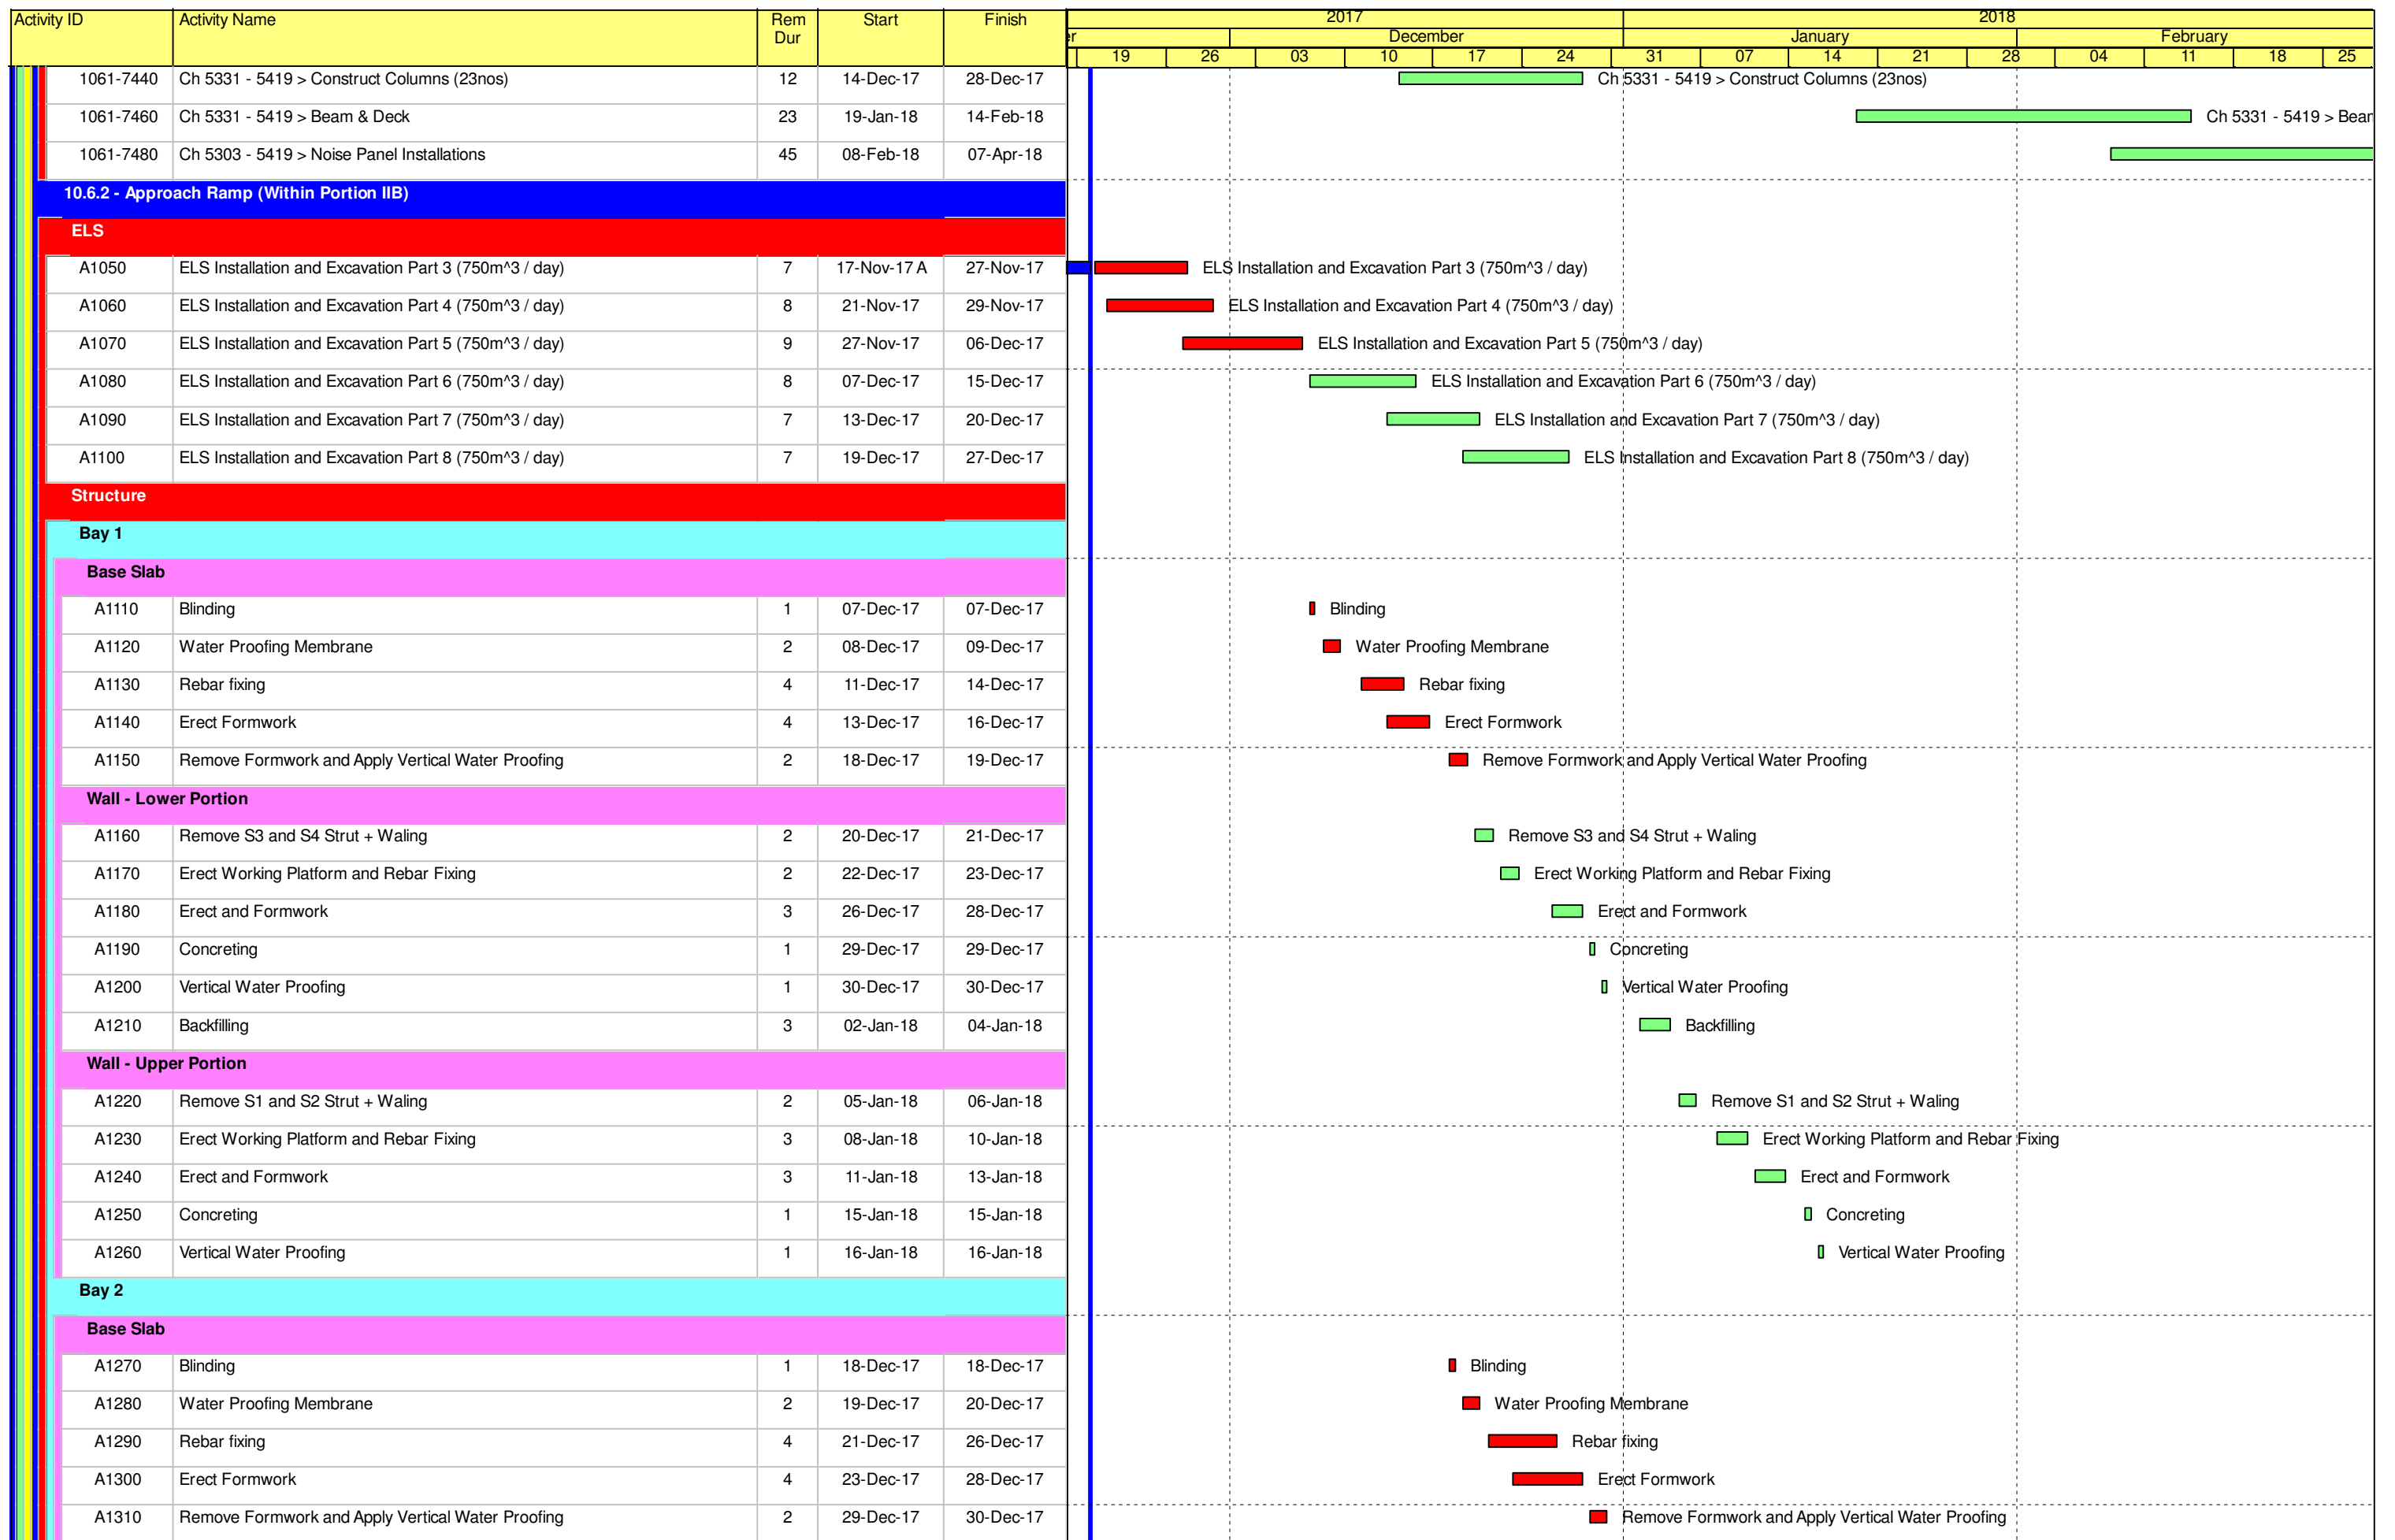 Activity ID Activity Name Rem Dur Start Finish 2017 2018
er December January February
19 26 03 10 17 24 31 07 14 21 28 04 11 18 25
1061-7440 Ch 5331 - 5419 > Construct Columns (23nos) 12 14-Dec-17 28-Dec-17 Ch 5331 - 5419 > Construct Columns (23nos)
1061-7460 Ch 5331 - 5419 > Beam & Deck 23 19-Jan-18 14-Feb-18 Ch 5331 - 5419 > Bear
1061-7480 Ch 5303 - 5419 > Noise Panel Installations 45 08-Feb-18 07-Apr-18
10.6.2 - Approach Ramp (Within Portion IIB)
ELS
A1050 ELS Installation and Excavation Part 3 (750m^3 / day) 7 17-Nov-17 A 27-Nov-17 ELS Installation and Excavation Part 3 (750m^3 / day)
A1060 ELS Installation and Excavation Part 4 (750m^3 / day) 8 21-Nov-17 29-Nov-17 ELS Installation and Excavation Part 4 (750m^3 / day)
A1070 ELS Installation and Excavation Part 5 (750m^3 / day) 9 27-Nov-17 06-Dec-17 ELS Installation and Excavation Part 5 (750m^3 / day)
A1080 ELS Installation and Excavation Part 6 (750m^3 / day) 8 07-Dec-17 15-Dec-17 ELS Installation and Excavation Part 6 (750m^3 / day)
A1090 ELS Installation and Excavation Part 7 (750m^3 / day) 7 13-Dec-17 20-Dec-17 ELS Installation and Excavation Part 7 (750m^3 / day)
A1100 ELS Installation and Excavation Part 8 (750m^3 / day) 7 19-Dec-17 27-Dec-17 ELS Installation and Excavation Part 8 (750m^3 / day)
Structure
Bay 1
Base Slab
A1110 Blinding 1 07-Dec-17 07-Dec-17 Blinding
A1120 Water Proofing Membrane 2 08-Dec-17 09-Dec-17 Water Proofing Membrane
A1130 Rebar fixing 4 11-Dec-17 14-Dec-17 Rebar fixing
A1140 Erect Formwork 4 13-Dec-17 16-Dec-17 Erect Formwork
A1150 Remove Formwork and Apply Vertical Water Proofing 2 18-Dec-17 19-Dec-17 Remove Formwork and Apply Vertical Water Proofing
Wall - Lower Portion
A1160 Remove S3 and S4 Strut + Waling 2 20-Dec-17 21-Dec-17 Remove S3 and S4 Strut + Waling
A1170 Erect Working Platform and Rebar Fixing 2 22-Dec-17 23-Dec-17 Erect Working Platform and Rebar Fixing
A1180 Erect and Formwork 3 26-Dec-17 28-Dec-17 Erect and Formwork
A1190 Concreting 1 29-Dec-17 29-Dec-17 Concreting
A1200 Vertical Water Proofing 1 30-Dec-17 30-Dec-17 Vertical Water Proofing
A1210 Backfilling 3 02-Jan-18 04-Jan-18 Backfilling
Wall - Upper Portion
A1220 Remove S1 and S2 Strut + Waling 2 05-Jan-18 06-Jan-18 Remove S1 and S2 Strut + Waling
A1230 Erect Working Platform and Rebar Fixing 3 08-Jan-18 10-Jan-18 Erect Working Platform and Rebar Fixing
A1240 Erect and Formwork 3 11-Jan-18 13-Jan-18 Erect and Formwork
A1250 Concreting 1 15-Jan-18 15-Jan-18 Concreting
A1260 Vertical Water Proofing 1 16-Jan-18 16-Jan-18 Vertical Water Proofing
Bay 2
Base Slab
A1270 Blinding 1 18-Dec-17 18-Dec-17 Blinding
A1280 Water Proofing Membrane 2 19-Dec-17 20-Dec-17 Water Proofing Membrane
A1290 Rebar fixing 4 21-Dec-17 26-Dec-17 Rebar fixing
A1300 Erect Formwork 4 23-Dec-17 28-Dec-17 Erect Formwork
A1310 Remove Formwork and Apply Vertical Water Proofing 2 29-Dec-17 30-Dec-17 Remove Formwork and Apply Vertical Water Proofing